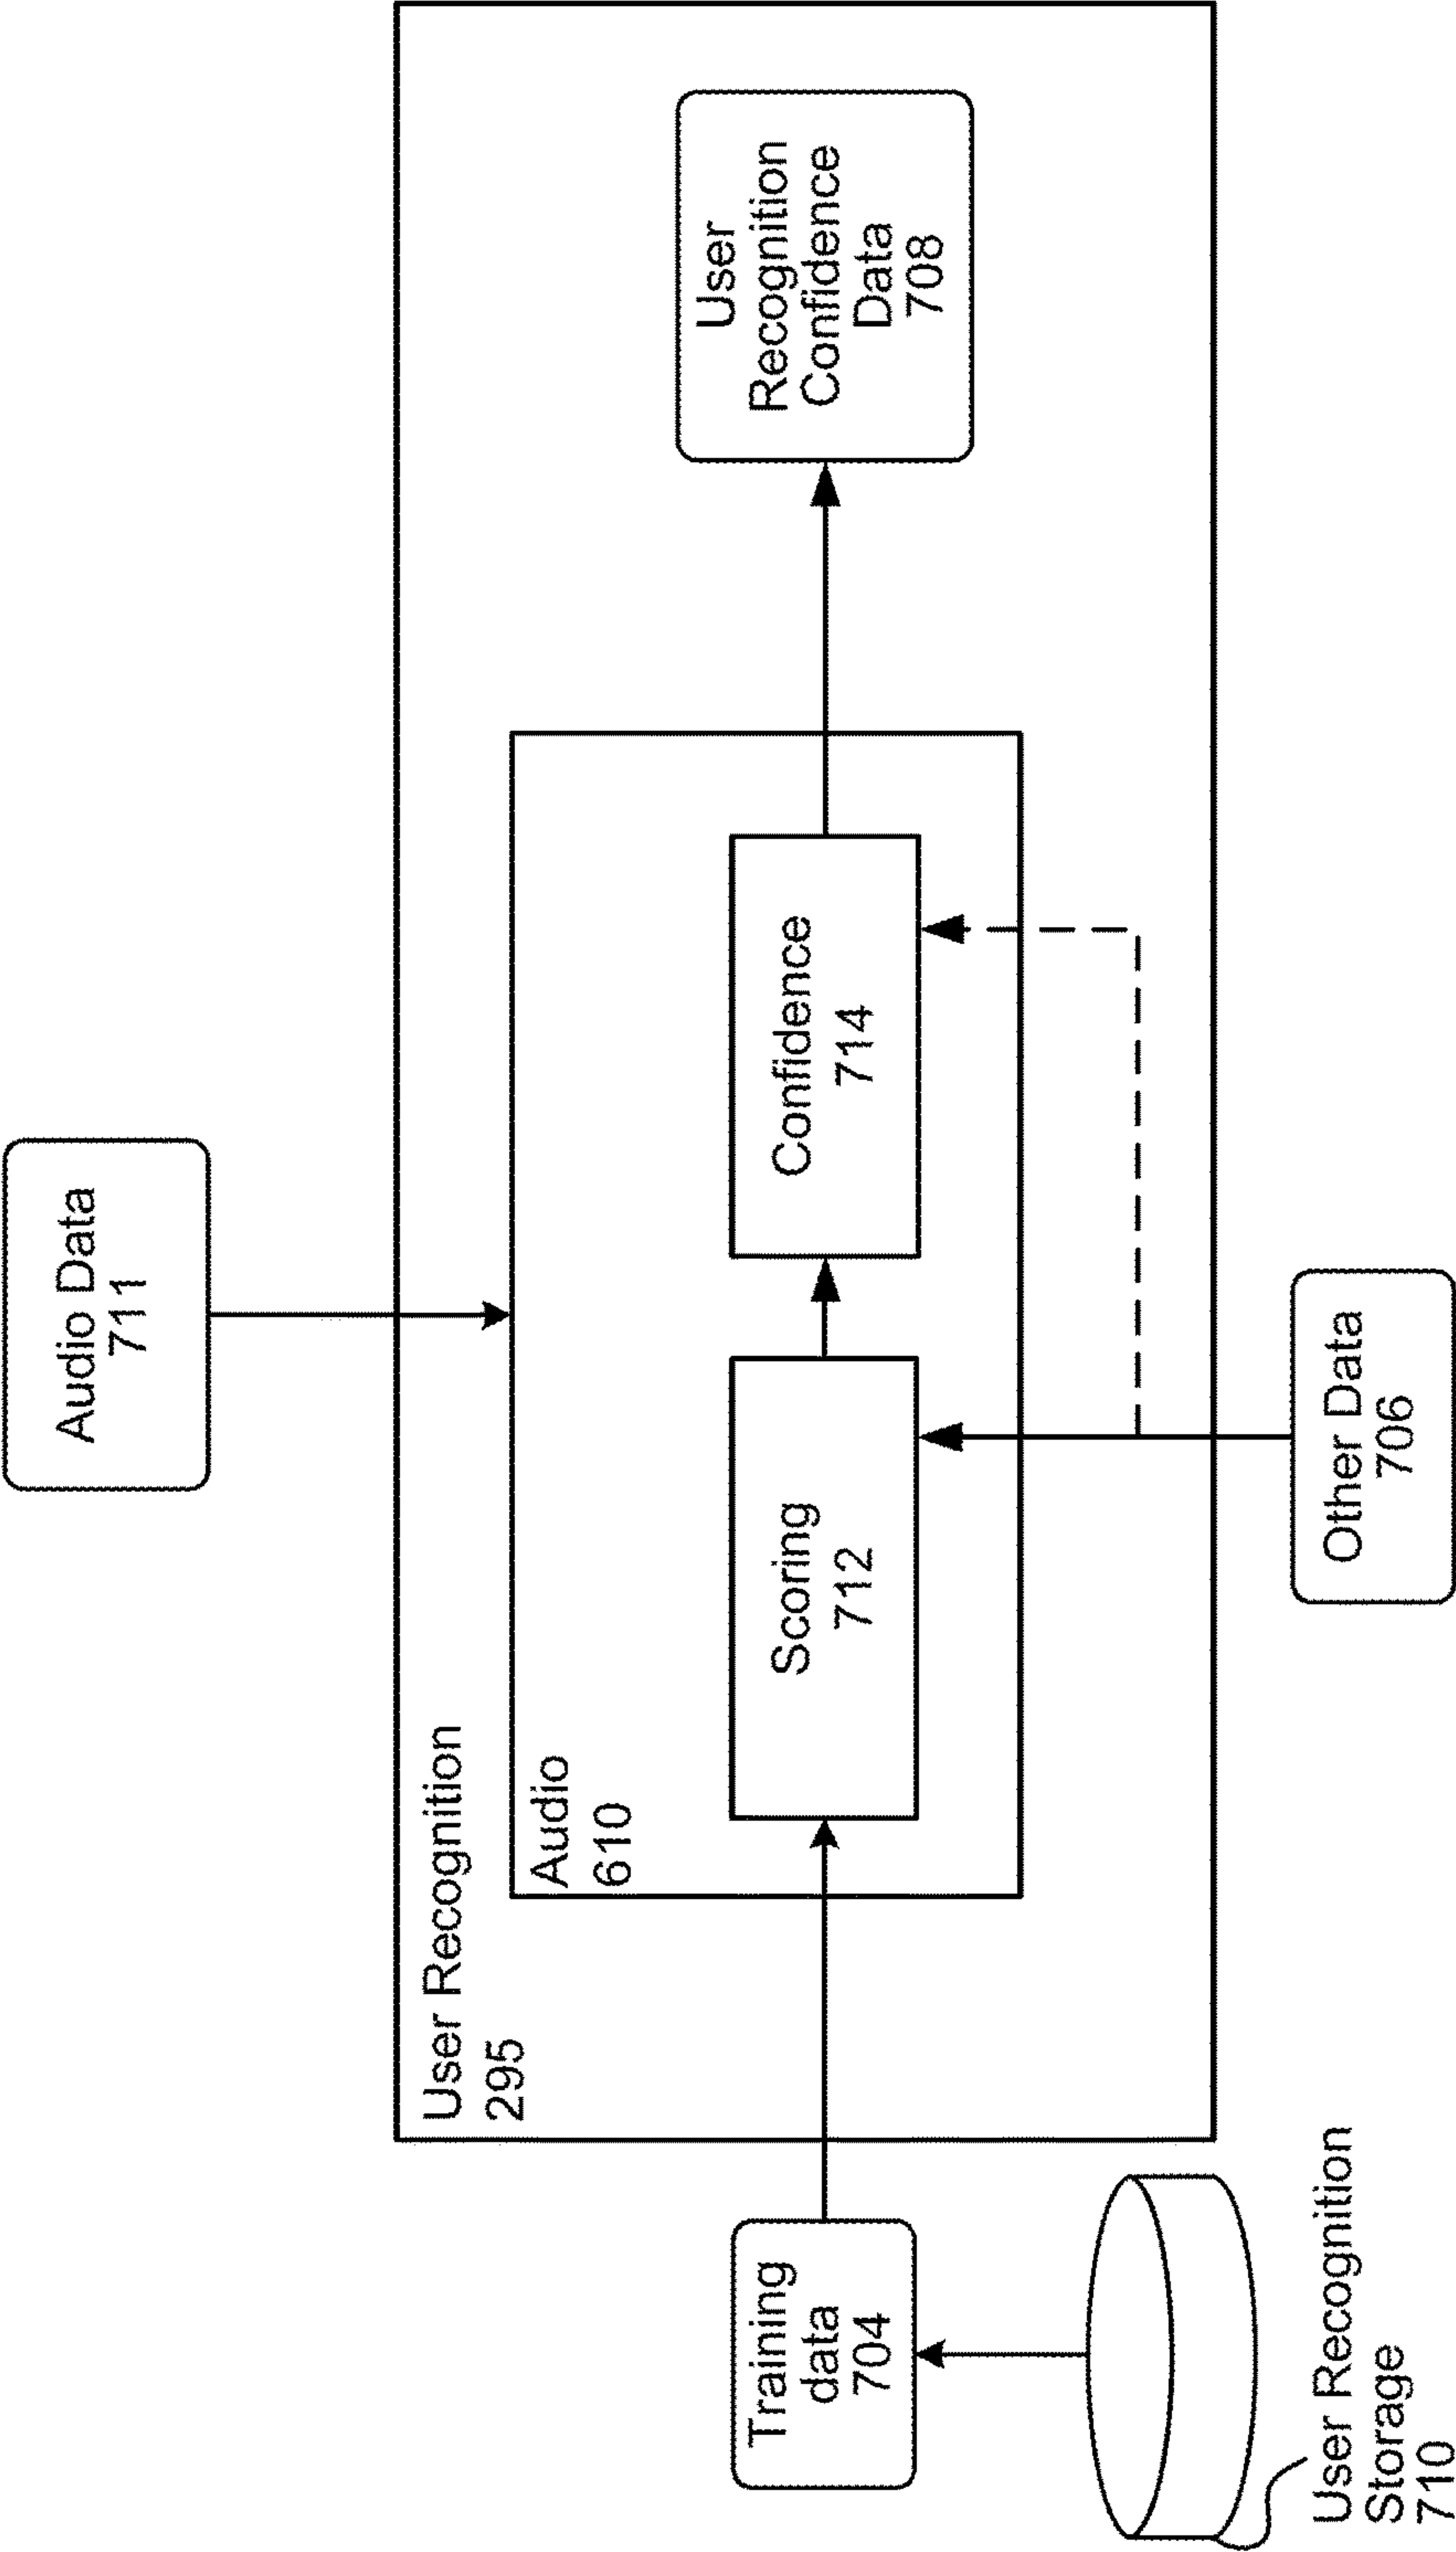 Audio Data
711
User Recognition
295
Audio
610
Scoring
712
Confidence
714
User
Recognition
Confidence
Data
708
Training
data
704
Other Data
706
User Recognition
Storage
710